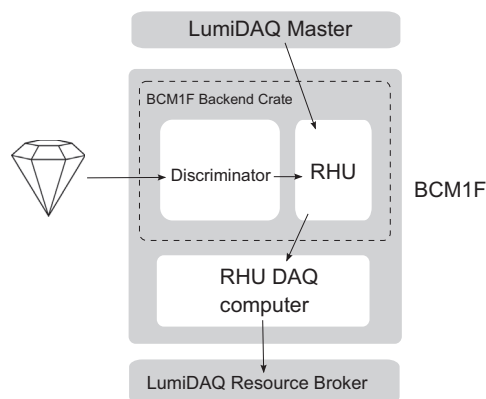 LumiDAQ Master
BCM1F Backend Crate
Discriminator
RHU
BCM1F
RHU DAQ
computer
LumiDAQ Resource Broker